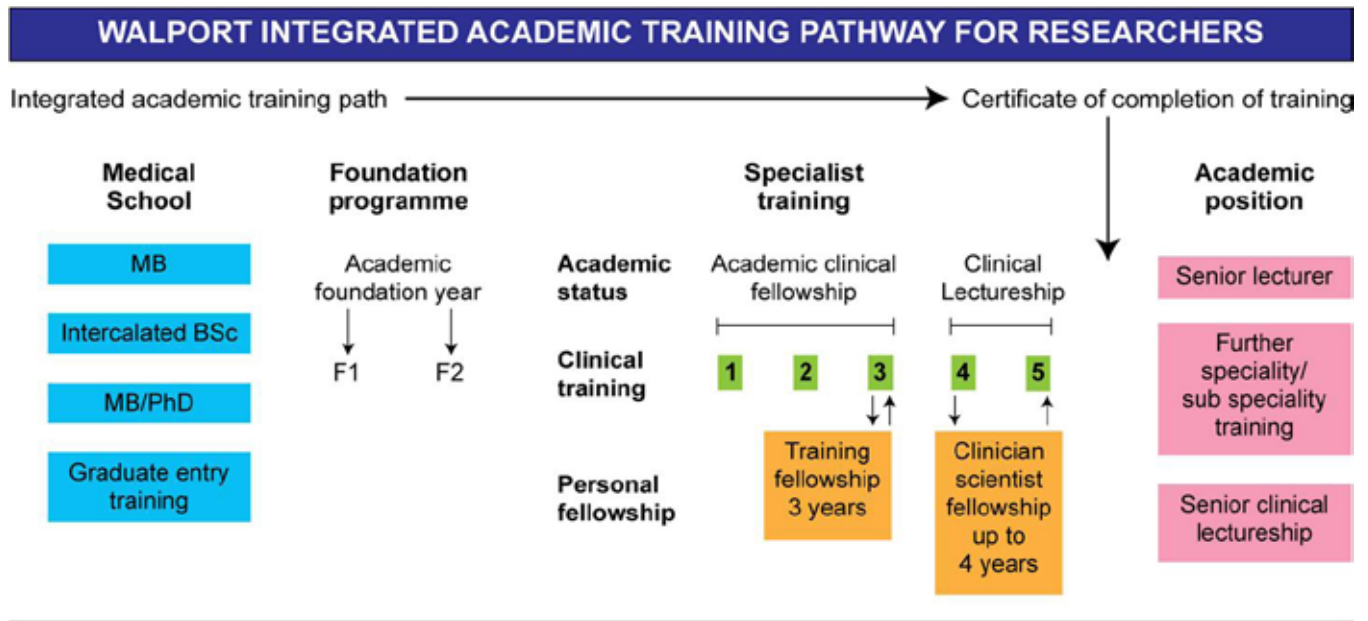 WALPORT INTEGRATED ACADEMIC TRAINING PATHWAY FOR RESEARCHERS
Integrated academic training path
Certificate of completion of training
Medical
School
MB
Intercalated BSc
MB/PhD
Graduate entry
training
Foundation
programme
Academic
foundation year
F1
F2
Specialist
training
Academic
status
Academic clinical
fellowship
Clinical
Lectureship
Clinical
training
1
2
3
4
5
Personal
fellowship
Training
fellowship
3 years
Clinician
scientist
fellowship
up to
4 years
Academic
position
Senior lecturer
Further
speciality/
sub speciality
training
Senior clinical
lectureship